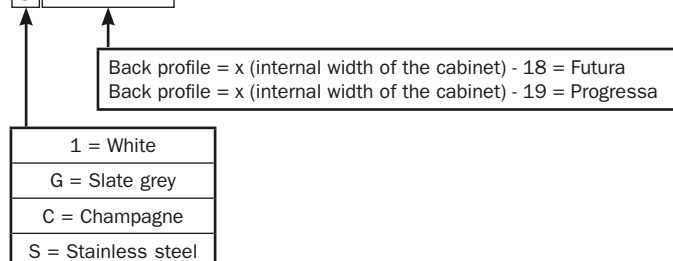 Back profile = x (internal width of the cabinet) - 18 = Futura
Back profile = x (internal width of the cabinet) - 19 = Progressa
1 = White
G = Slate grey
C = Champagne
S = Stainless steel